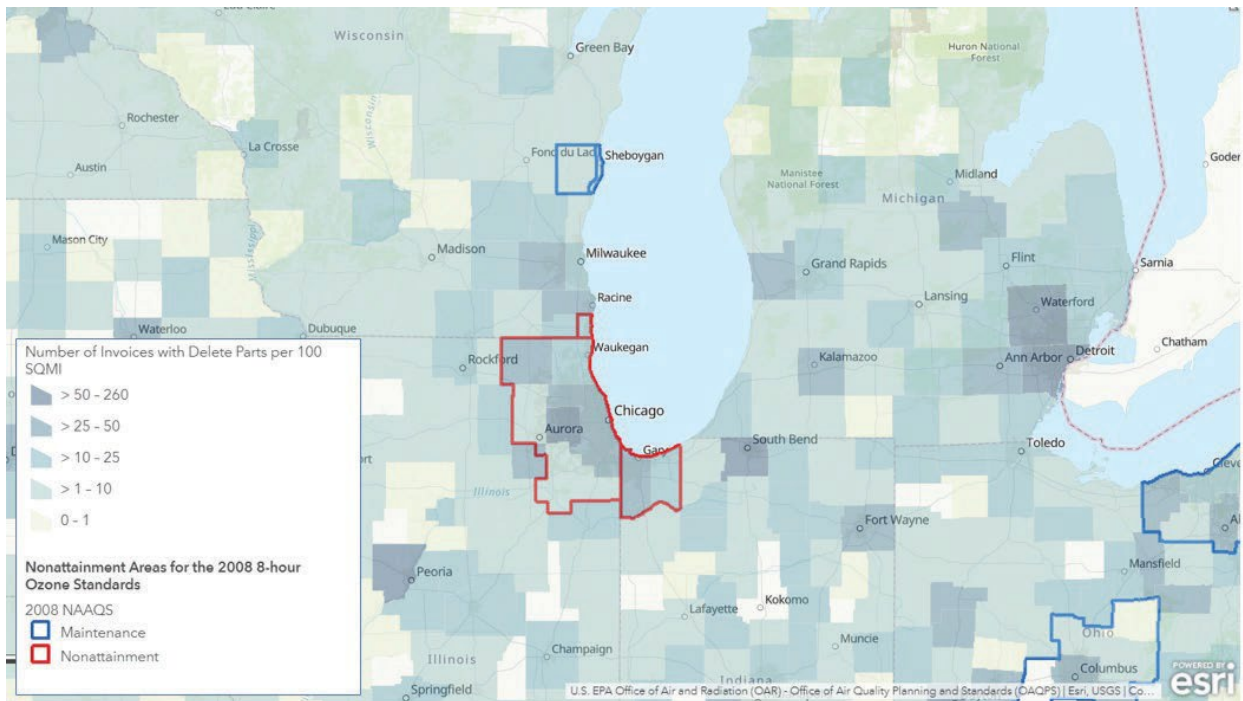 Wisconsin
Green Bay
Huron National
Forest
Rochester
La Crosse
Wisconsin
Fond du Lac
Sheboygan
Austin
Manistee
National Forest
Midland
Michigan
Mason City
Mississippi
Madison
Milwaukee
Grand Rapids
Flint
Sarnia
Racine
Lansing
Waterford
Waterloo
Dubuque
Rockford
Waukegan
Kalamazoo
Ann Arbor
Detroit
Chatham
Chicago
Aurora
South Bend
Toledo
Illinois
Fort Wayne
Mansfield
Peoria
Lafayette
Kokomo
Muncie
Ohio
Champaign
Illinois
Columbus
Indiana
Springfield
Number of Invoices with Delete Parts per 100
SQMI
> 50 - 260
> 25 - 50
> 10 - 25
> 1 - 10
0 - 1
Nonattainment Areas for the 2008 8-hour
Ozone Standards
2008 NAAQS
Maintenance
Nonattainment
U.S. EPA Office of Air and Radiation (OAR) - Office of Air Quality Planning and Standards (OAQPS) | Esri, USGS | Co...
POWERED BY
esri